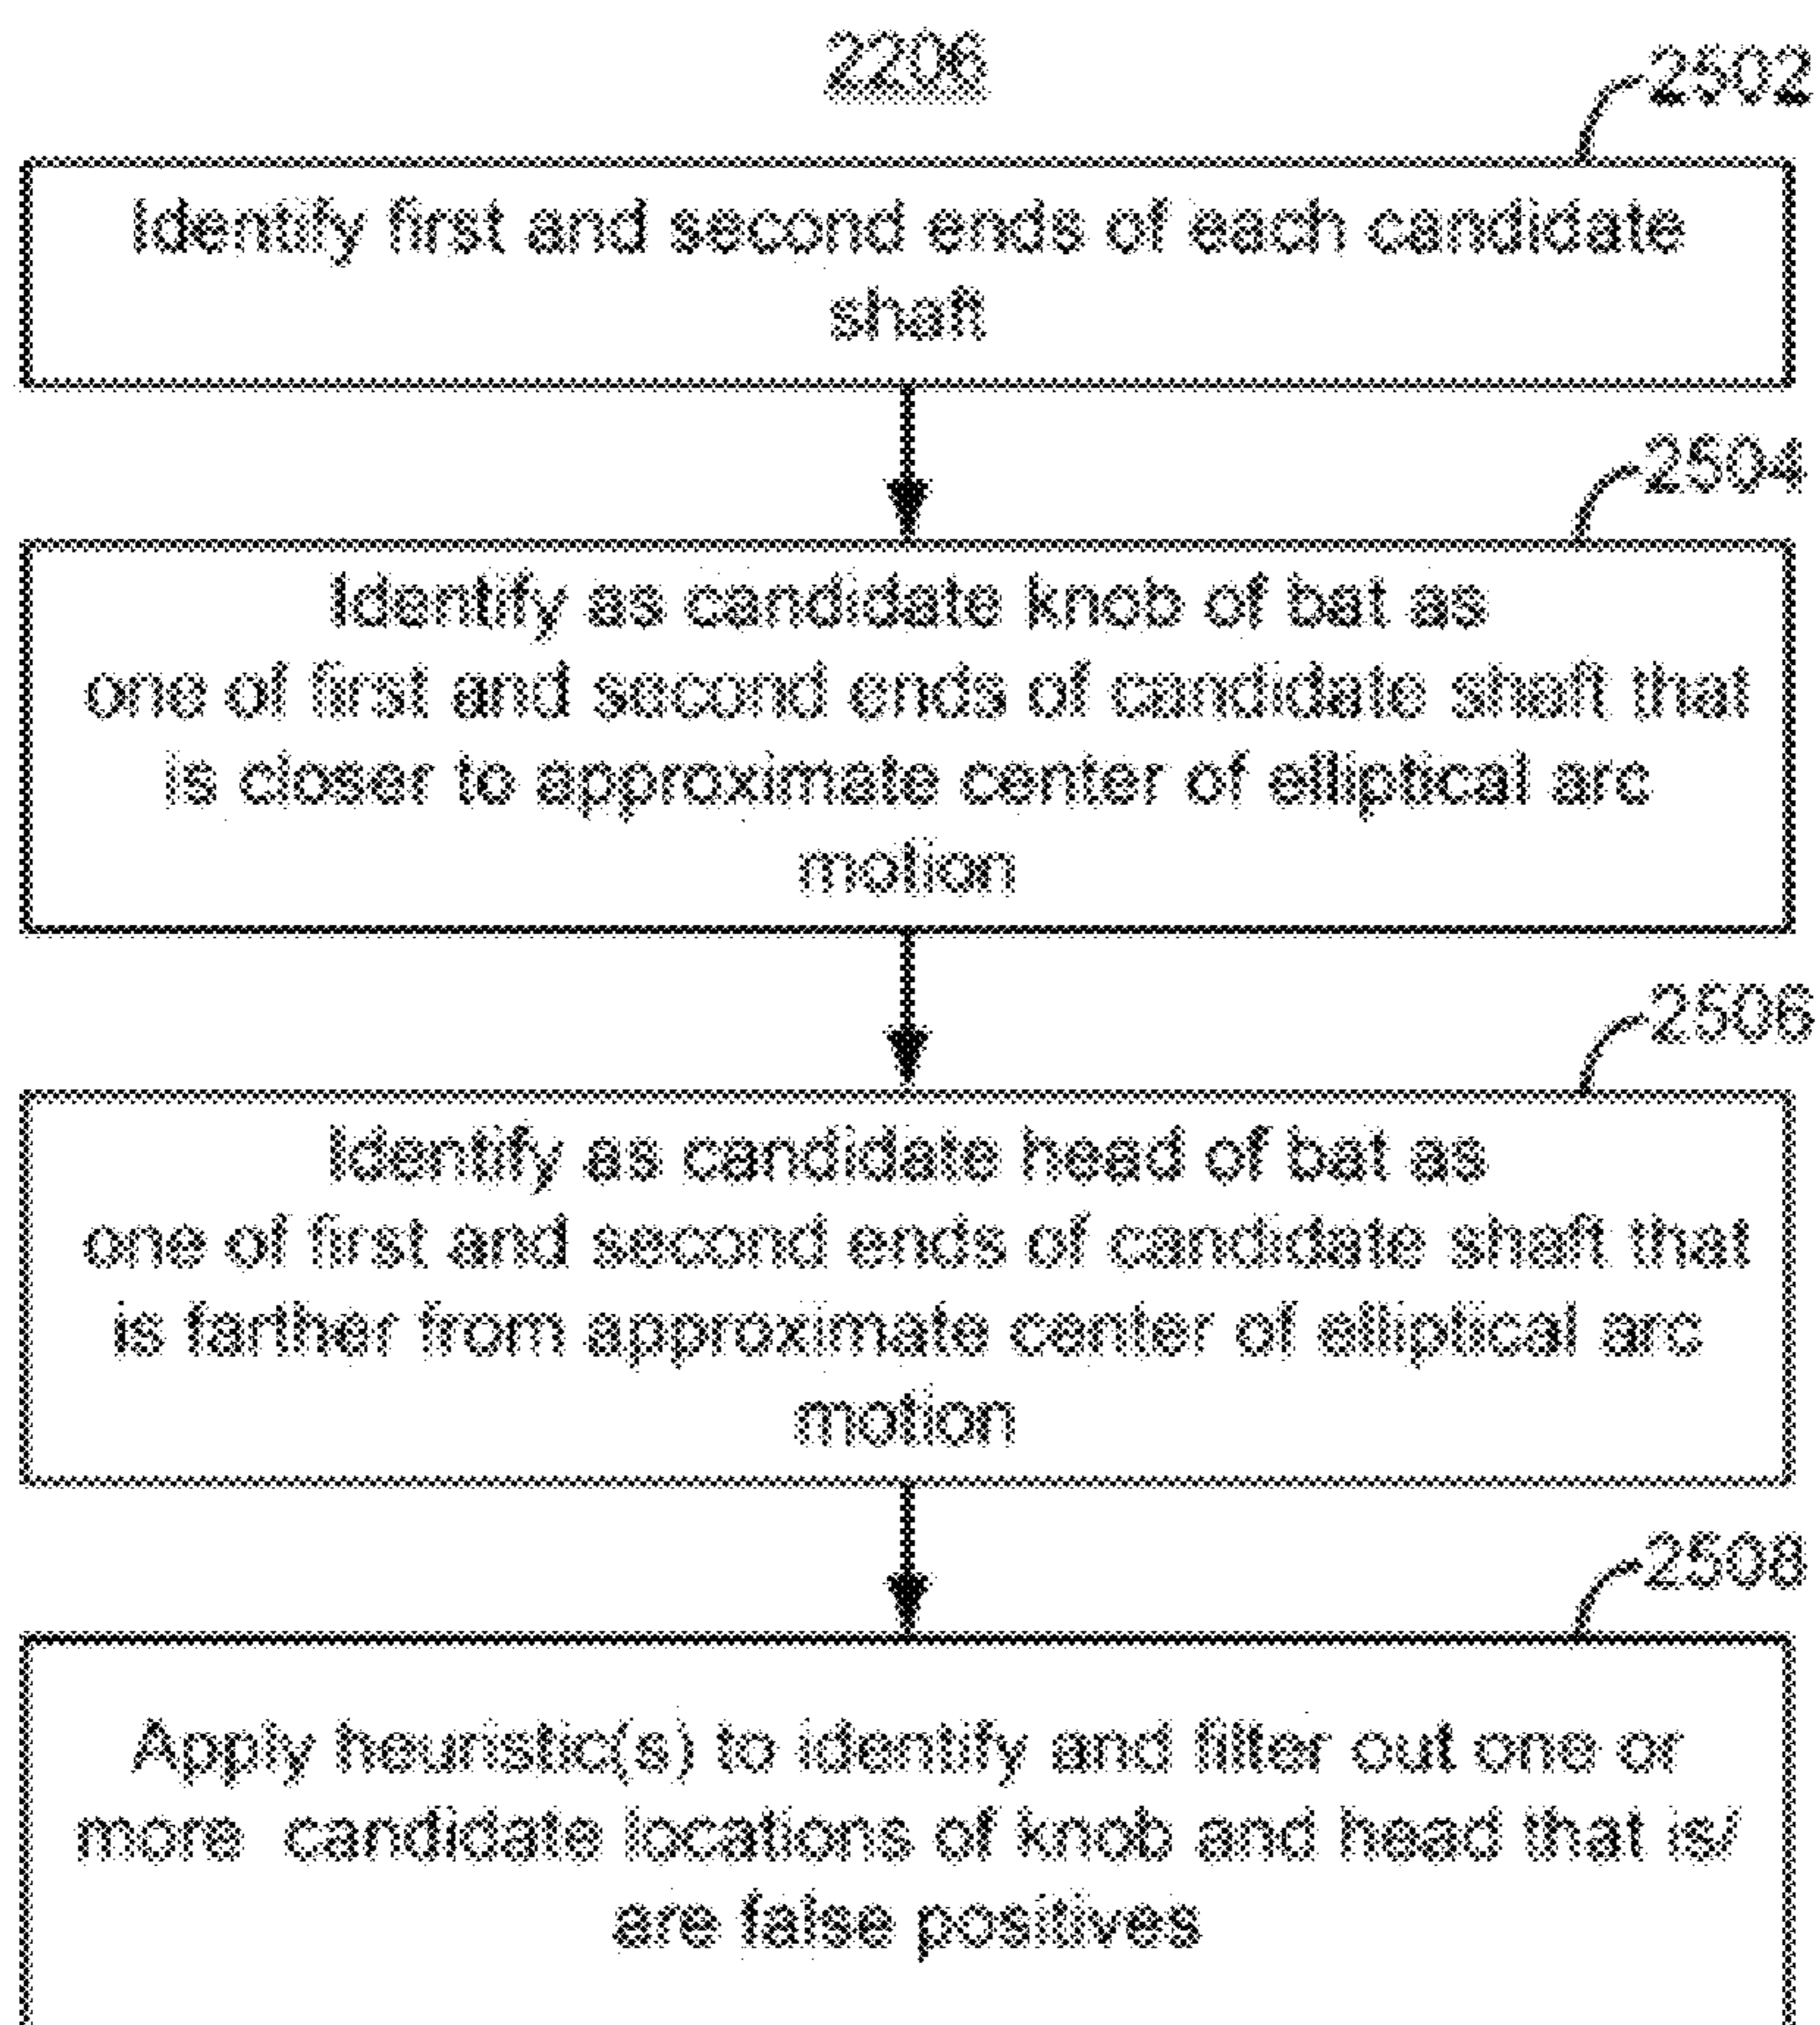 2206
2502
Identify first and second ends of each candidate
shaft
2504
Identify as candidate knob of bat as
one of first and second ends of candidate shaft that
is closer to approximate center of elliptical arc
motion
2506
Identify as candidate head of bat as
one of first and second ends of candidate shaft that
is farther from approximate center of elliptical arc
motion
2508
Apply heuristic(s) to identify and filter out one or
more candidate locations of knob and head that is/
are false positives